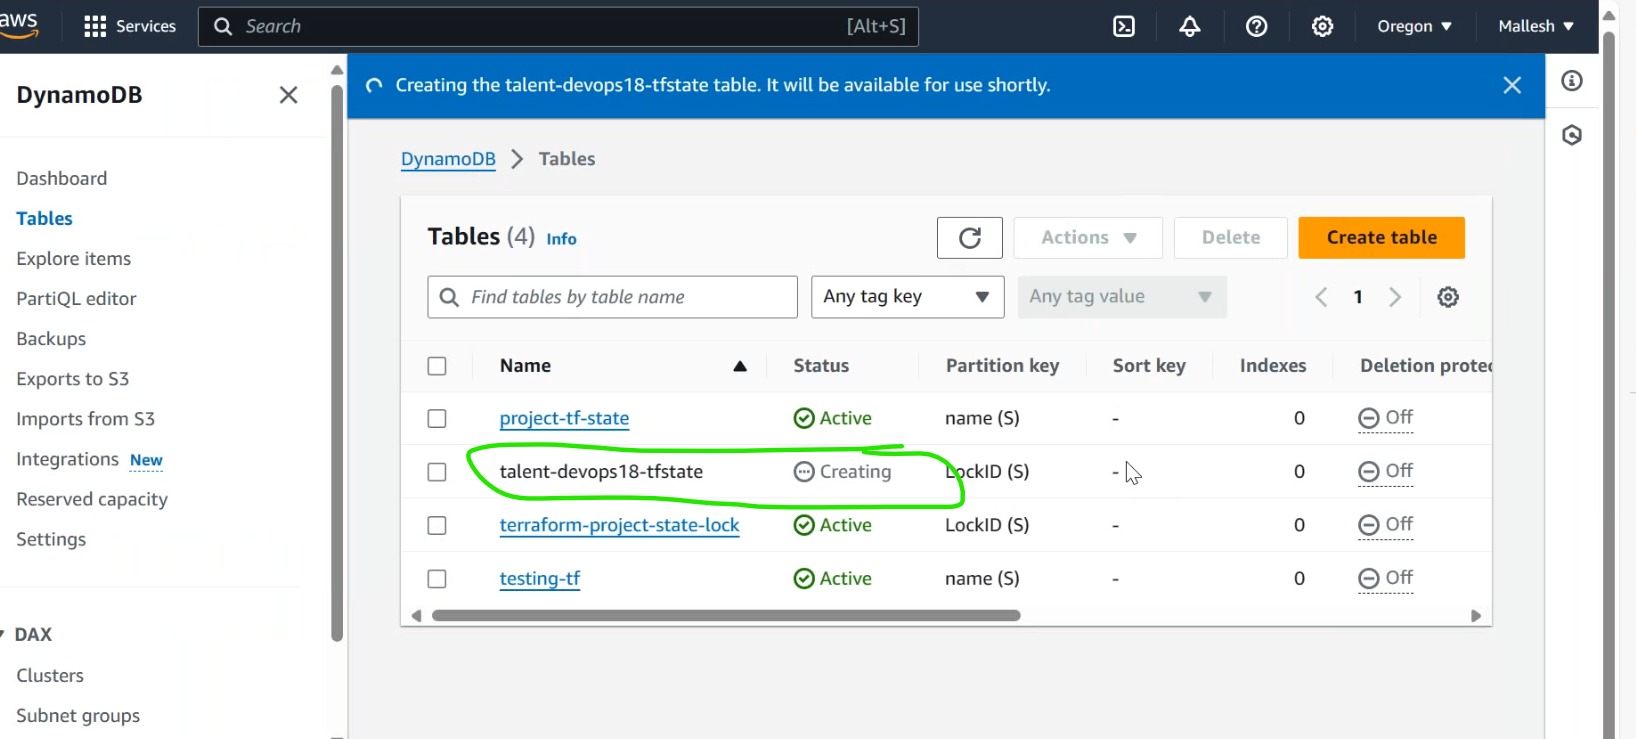 aws
Services
Search
[Alt+S]
Oregon ▼
Mallesh ▼
DynamoDB
Dashboard
Tables
Explore items
PartiQL editor
Backups
Exports to S3
Imports from S3
Integrations New
Reserved capacity
Settings
DAX
Clusters
Subnet groups
Creating the talent-devops18-tfstate table. It will be available for use shortly.
DynamoDB > Tables
Tables (4) Info
Actions ▼
Delete
Create table
Find tables by table name
Any tag key
Any tag value
1
Name Status Partition key Sort key Indexes Deletion protec
project-tf-state Active name (S) - 0 Off
talent-devops18-tfstate Creating LockID (S) - 0 Off
terraform-project-state-lock Active LockID (S) - 0 Off
testing-tf Active name (S) - 0 Off